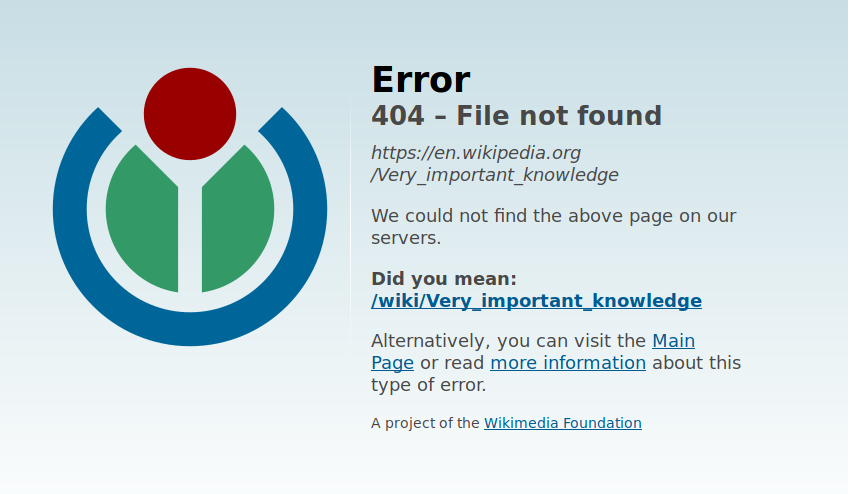 Error
404 – File not found
https://en.wikipedia.org
/Very_important_knowledge
We could not find the above page on our
servers.
Did you mean:
/wiki/Very_important_knowledge
Alternatively, you can visit the Main
Page or read more information about this
type of error.
A project of the Wikimedia Foundation